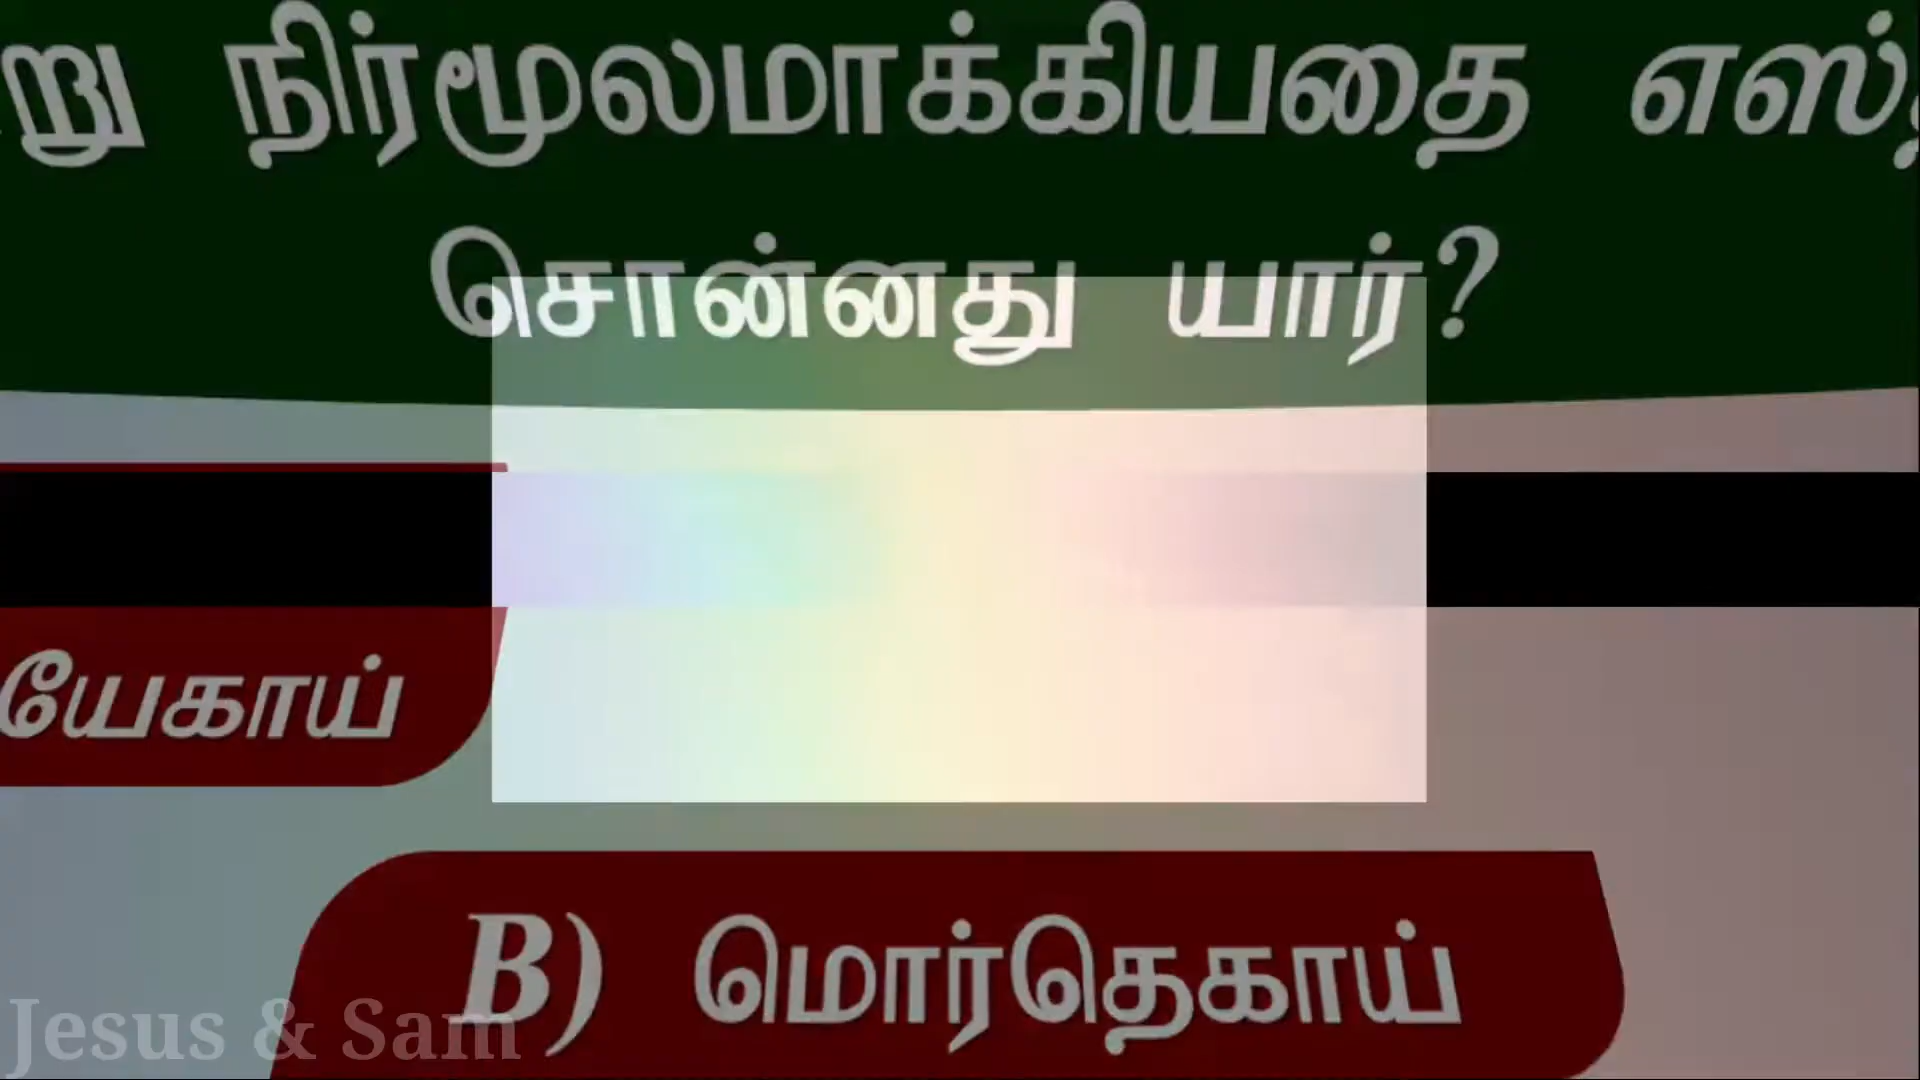 நிர்மூலமாக்கியதை
சொன்னது யார்?
யேகாய்
B) மொர்தெகாய்
Jesus & Sam